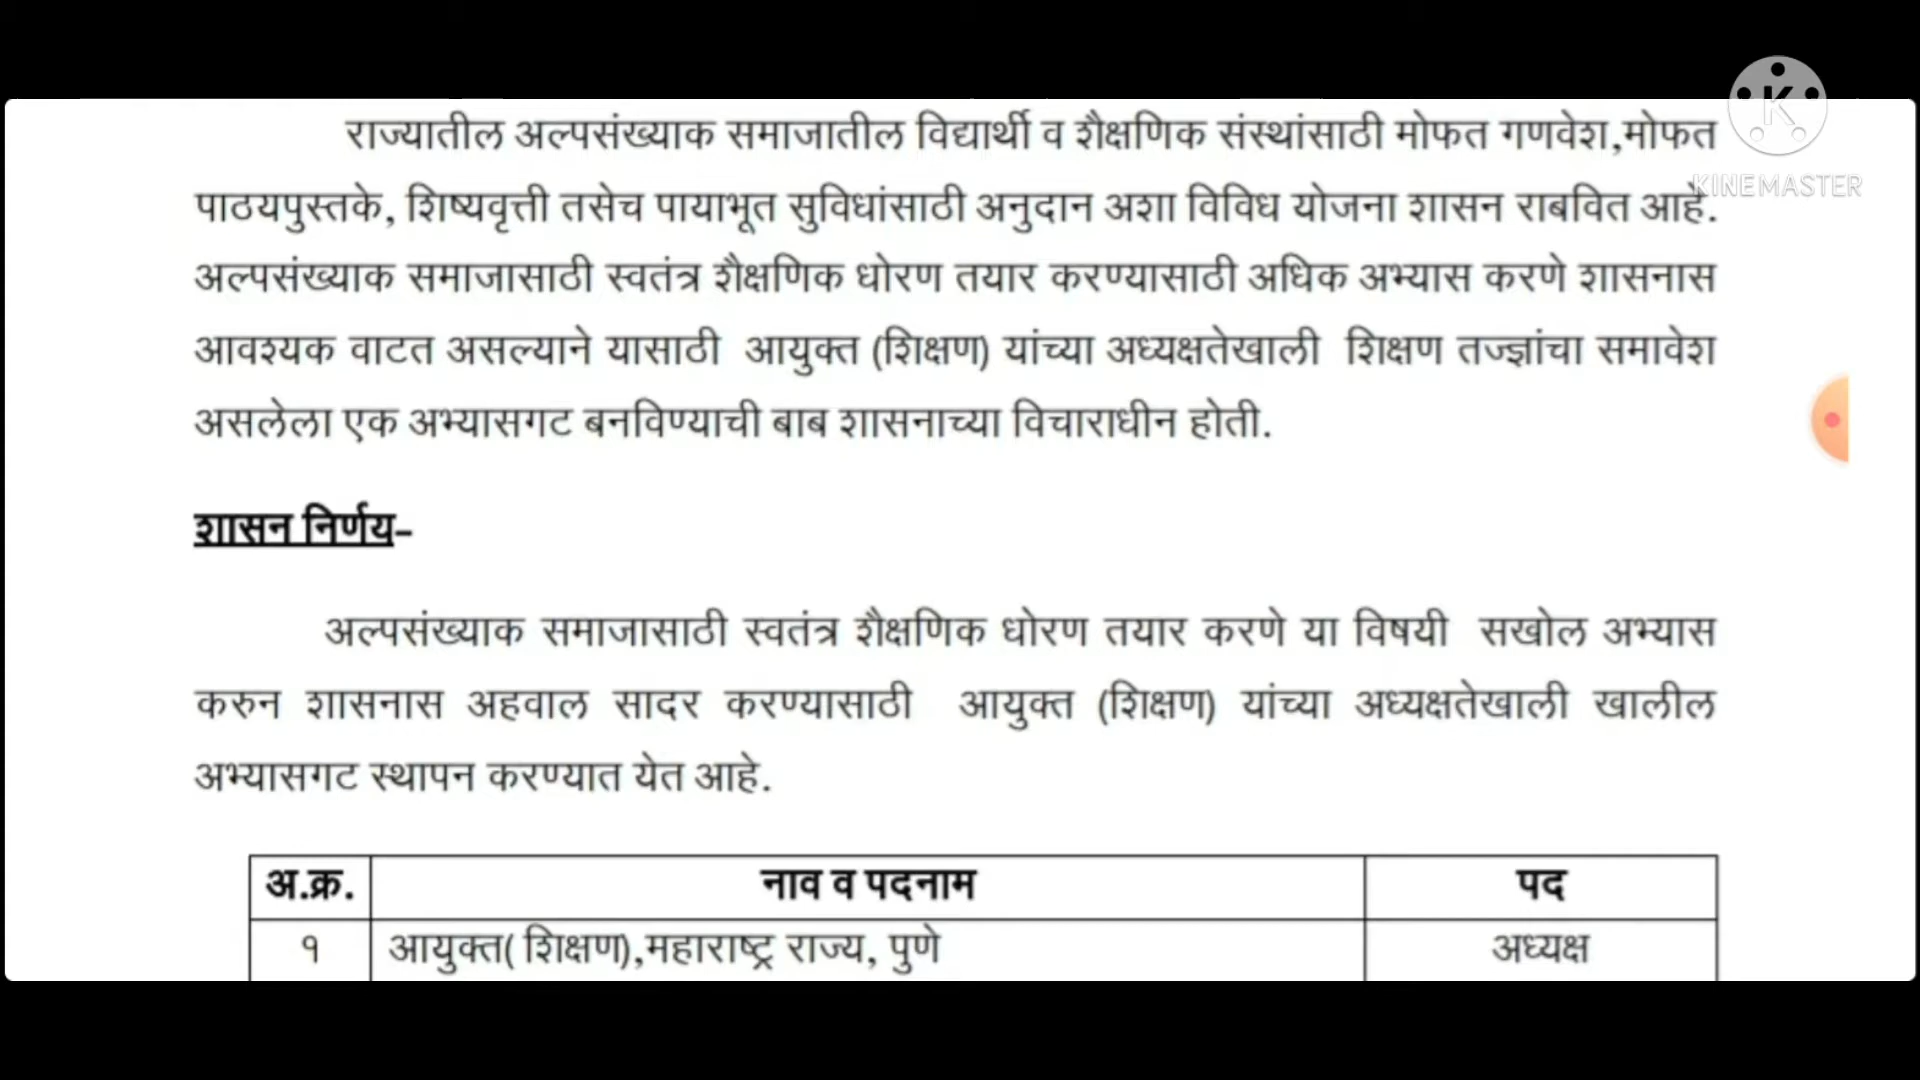 राज्यातील अल्पसंख्याक समाजातील विद्यार्थी व शैक्षणिक संस्थांसाठी मोफत गणवेश,मोफत
पाठयपुस्तके, शिष्यवृत्ती तसेच पायाभूत सुविधांसाठी अनुदान अशा विविध योजना शासन राबवित आहे.
अल्पसंख्याक समाजासाठी स्वतंत्र शैक्षणिक धोरण तयार करण्यासाठी अधिक अभ्यास करणे शासनास
आवश्यक वाटत असल्याने यासाठी आयुक्त (शिक्षण) यांच्या अध्यक्षतेखाली शिक्षण तज्ज्ञांचा समावेश
असलेला एक अभ्यासगट बनविण्याची बाब शासनाच्या विचाराधीन होती.
शासन निर्णय-
अल्पसंख्याक समाजासाठी स्वतंत्र शैक्षणिक धोरण तयार करणे या विषयी सखोल अभ्यास
करुन शासनास अहवाल सादर करण्यासाठी आयुक्त (शिक्षण) यांच्या अध्यक्षतेखाली खालील
अभ्यासगट स्थापन करण्यात येत आहे.
अ.क्र. नाव व पदनाम पद
१ आयुक्त( शिक्षण),महाराष्ट्र राज्य, पुणे अध्यक्ष
K
KINEMASTER